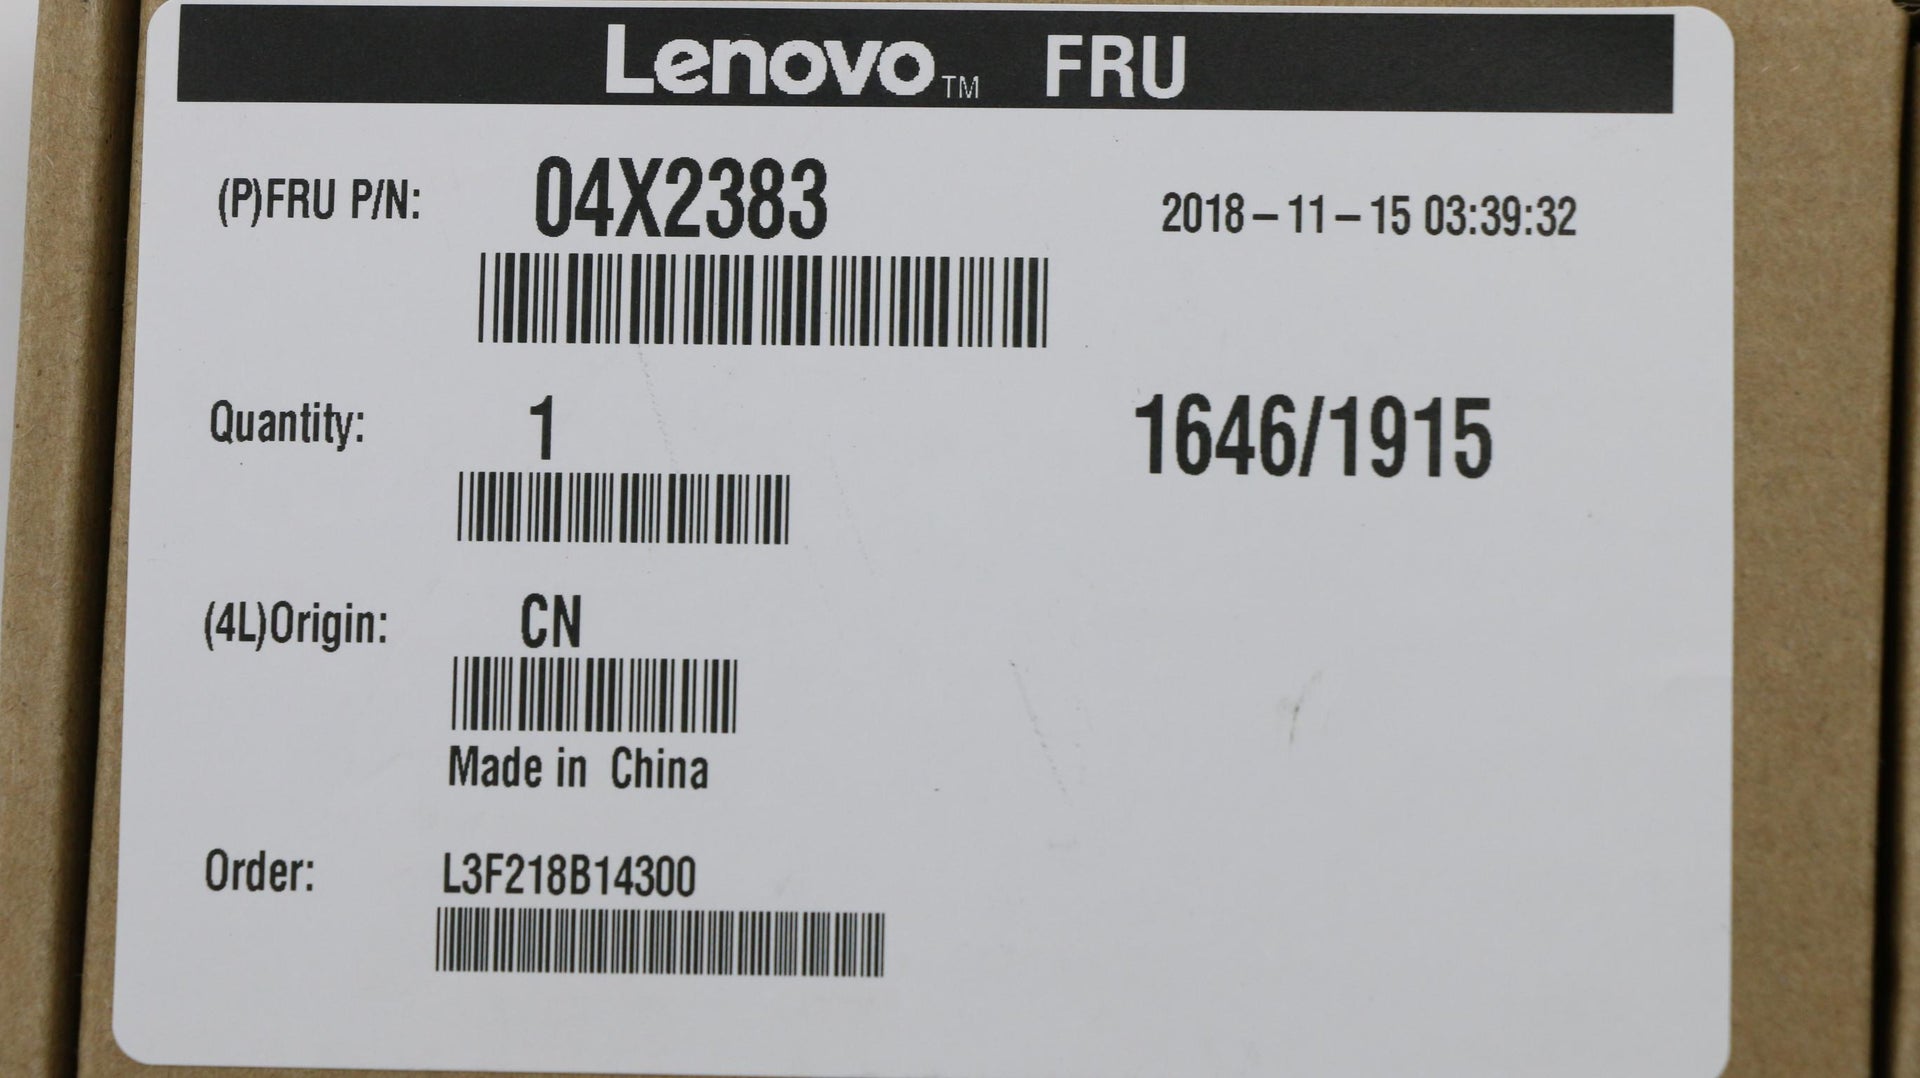 Lenovo™ FRU
(P)FRU P/N: 04X2383 2018-11-15 03:39:32
Quantity: 1 1646/1915
(4L)Origin: CN
Made in China
Order: L3F218B14300